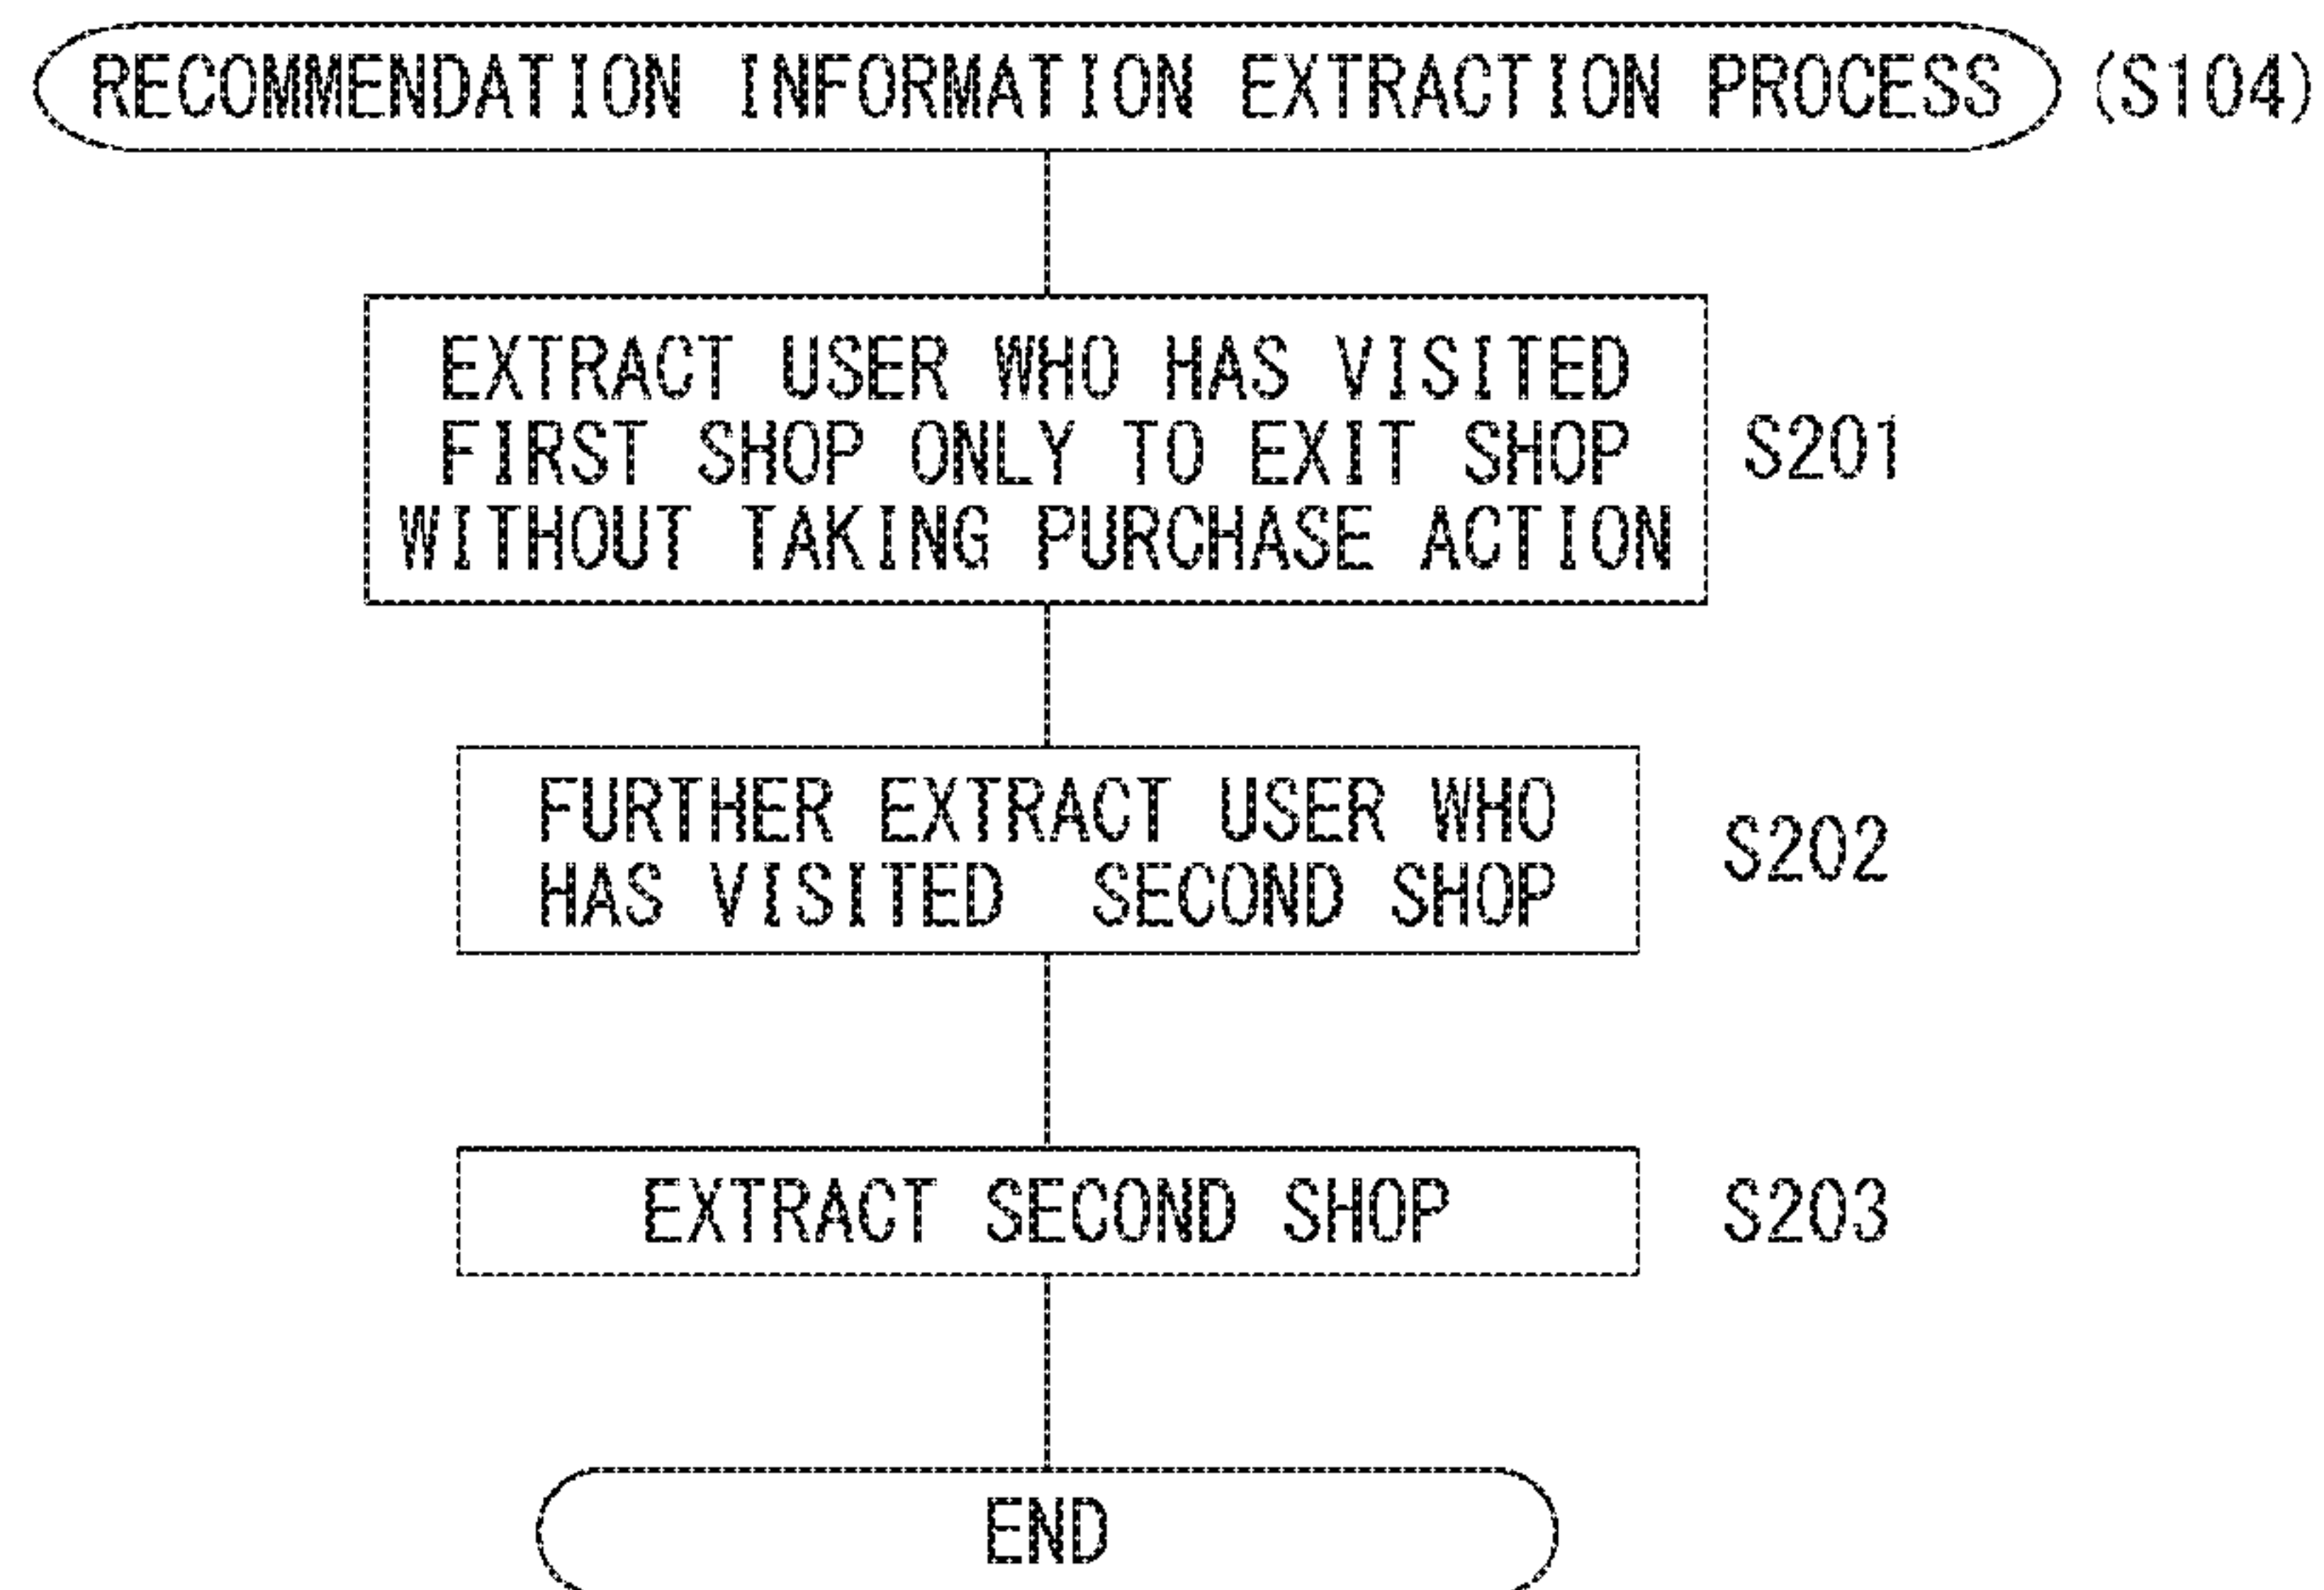 RECOMMENDATION INFORMATION EXTRACTION PROCESS (S104)
EXTRACT USER WHO HAS VISITED
FIRST SHOP ONLY TO EXIT SHOP
WITHOUT TAKING PURCHASE ACTION
S201
FURTHER EXTRACT USER WHO
HAS VISITED SECOND SHOP
S202
EXTRACT SECOND SHOP
S203
END